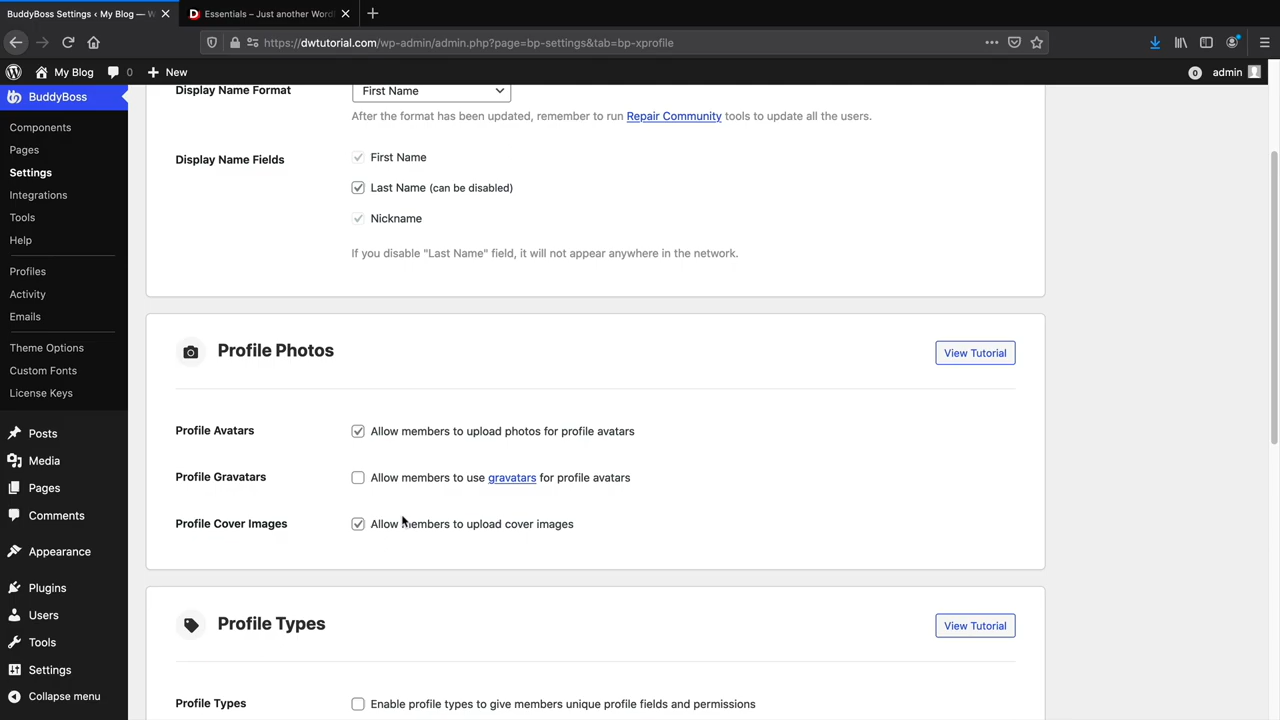 BuddyBoss Settings ‹ My Blog — W
Essentials – Just another Word
https://dwtutorial.com/wp-admin/admin.php?page=bp-settings&tab=bp-xprofile
My Blog
0
New
0
admin
BuddyBoss
Components
Pages
Settings
Integrations
Tools
Help
Profiles
Activity
Emails
Theme Options
Custom Fonts
License Keys
Posts
Media
Pages
Comments
Appearance
Plugins
Users
Tools
Settings
Collapse menu
Display Name Format
First Name
After the format has been updated, remember to run Repair Community tools to update all the users.
Display Name Fields
First Name
Last Name (can be disabled)
Nickname
If you disable "Last Name" field, it will not appear anywhere in the network.
Profile Photos
View Tutorial
Profile Avatars
Allow members to upload photos for profile avatars
Profile Gravatars
Allow members to use gravatars for profile avatars
Profile Cover Images
Allow members to upload cover images
Profile Types
View Tutorial
Profile Types
Enable profile types to give members unique profile fields and permissions